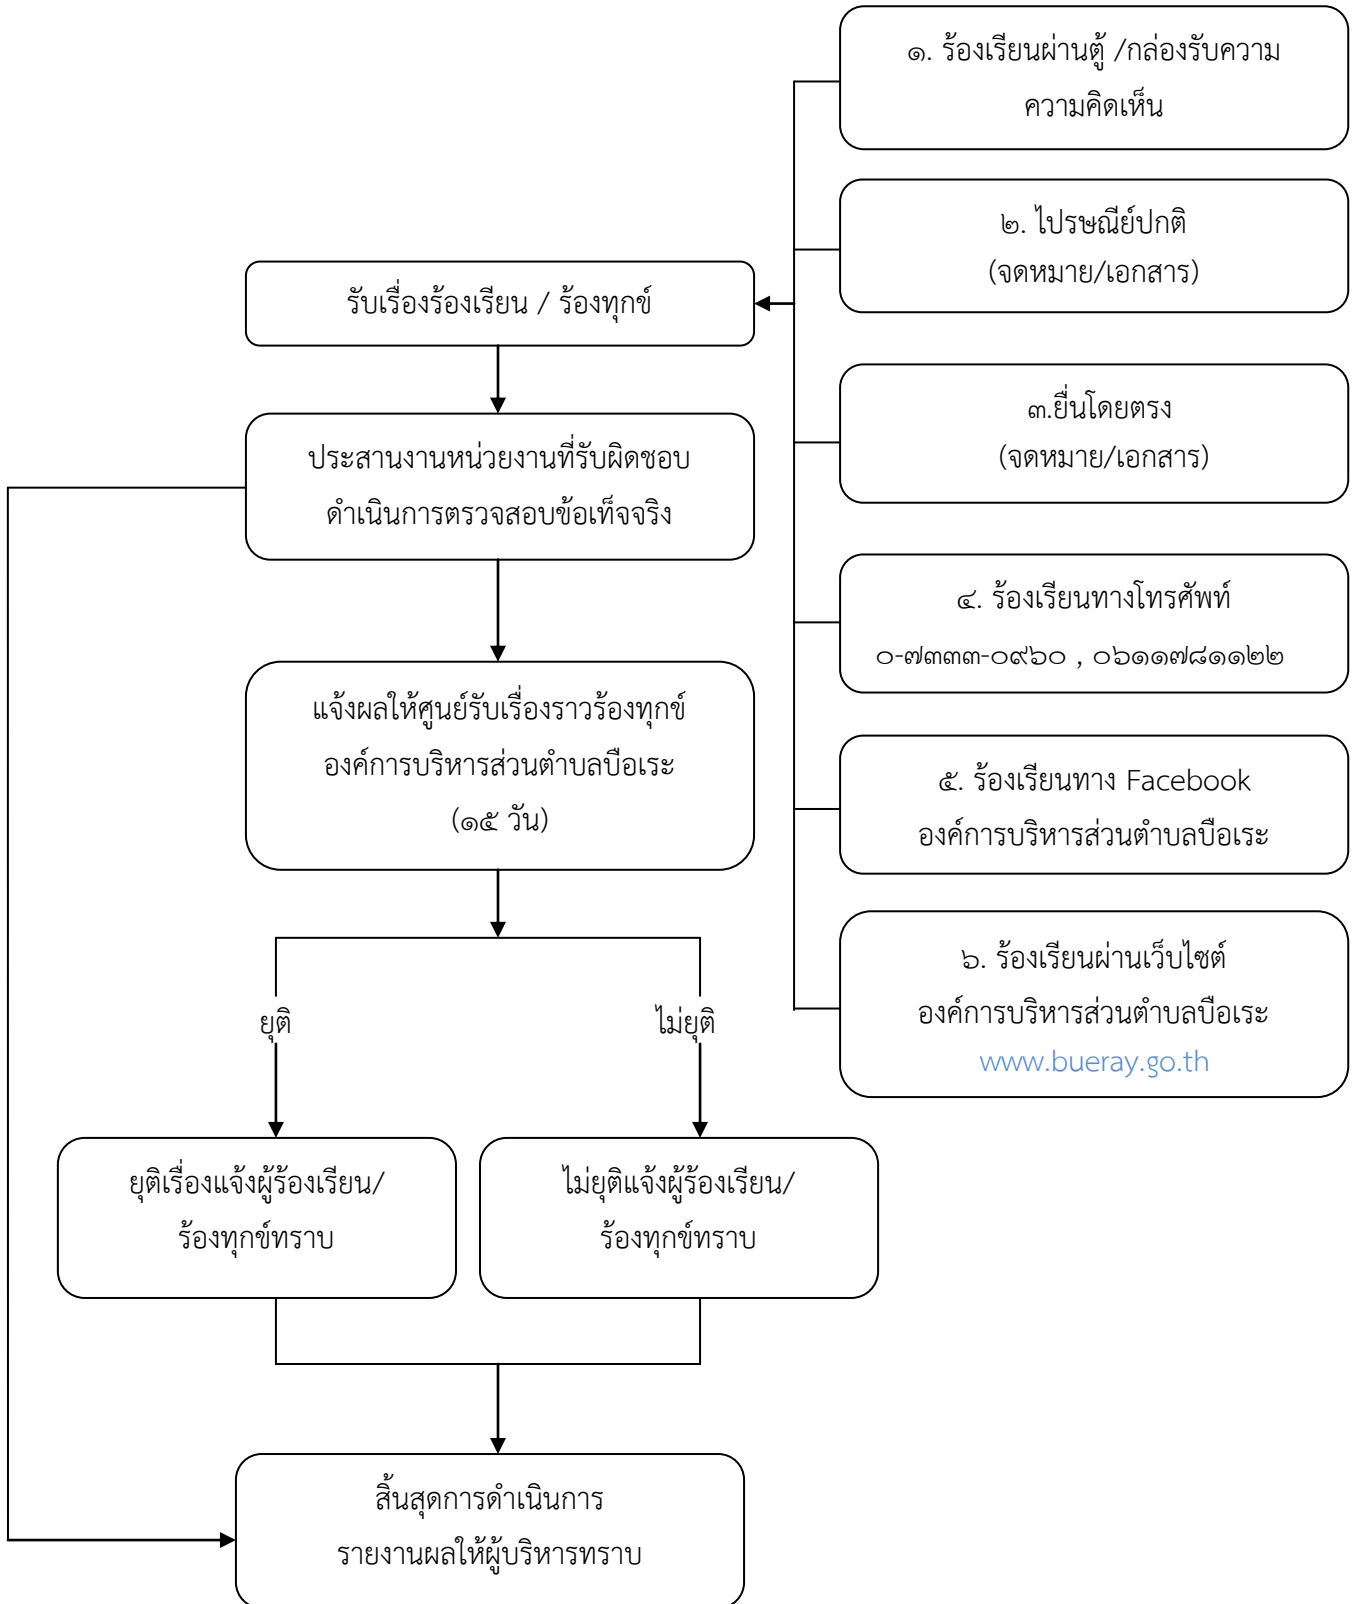 ๑. ร้องเรียนผ่านตู้ /กล่องรับความ
ความคิดเห็น
๒. ไปรษณีย์ปกติ
(จดหมาย/เอกสาร)
รับเรื่องร้องเรียน / ร้องทุกข์
๓.ยื่นโดยตรง
(จดหมาย/เอกสาร)
ประสานงานหน่วยงานที่รับผิดชอบ
ดำเนินการตรวจสอบข้อเท็จจริง
๔. ร้องเรียนทางโทรศัพท์
๐-๗๓๓๓-๐๙๖๐ , ๐๖๑๑๗๘๑๑๒๒
แจ้งผลให้ศูนย์รับเรื่องราวร้องทุกข์
องค์การบริหารส่วนตำบลบือเระ
(๑๕ วัน)
๕. ร้องเรียนทาง Facebook
องค์การบริหารส่วนตำบลบือเระ
๖. ร้องเรียนผ่านเว็บไซต์
องค์การบริหารส่วนตำบลบือเระ
www.bueray.go.th
ยุติ
ไม่ยุติ
ยุติเรื่องแจ้งผู้ร้องเรียน/
ร้องทุกข์ทราบ
ไม่ยุติแจ้งผู้ร้องเรียน/
ร้องทุกข์ทราบ
สิ้นสุดการดำเนินการ
รายงานผลให้ผู้บริหารทราบ